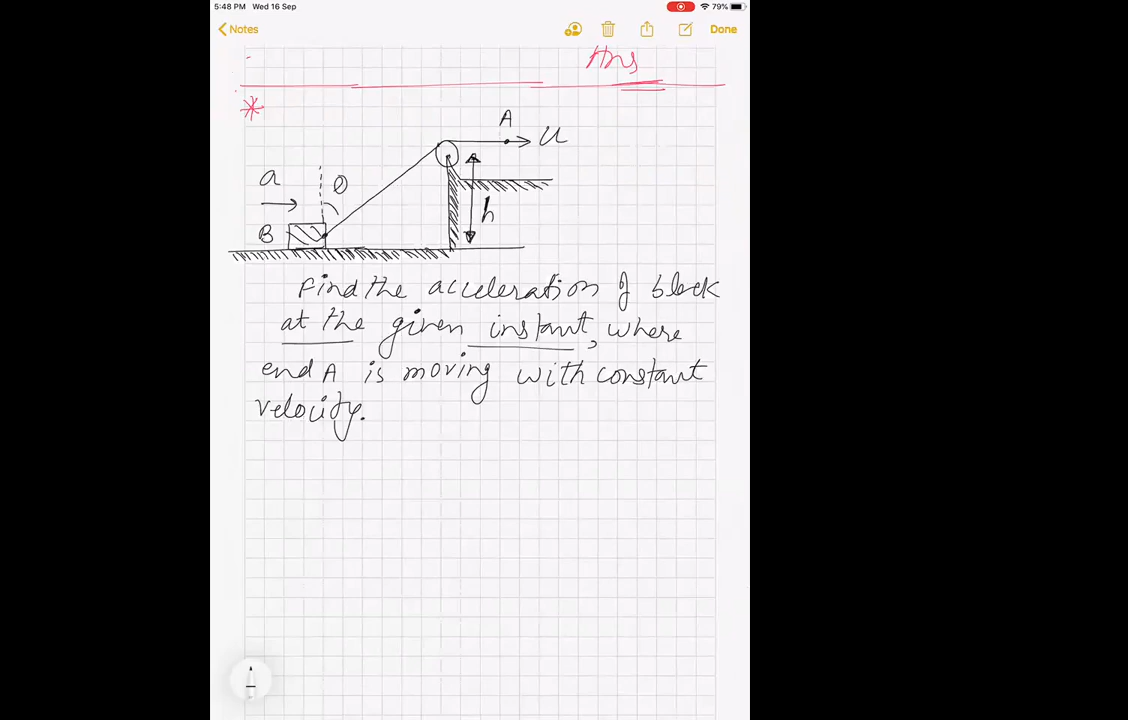 5:48 PM Wed 16 Sep
79%
Notes
Done
Ans
*
A
u
a
θ
h
B
Find the acceleration of block
at the given instant, where
end A is moving with constant
velocity.